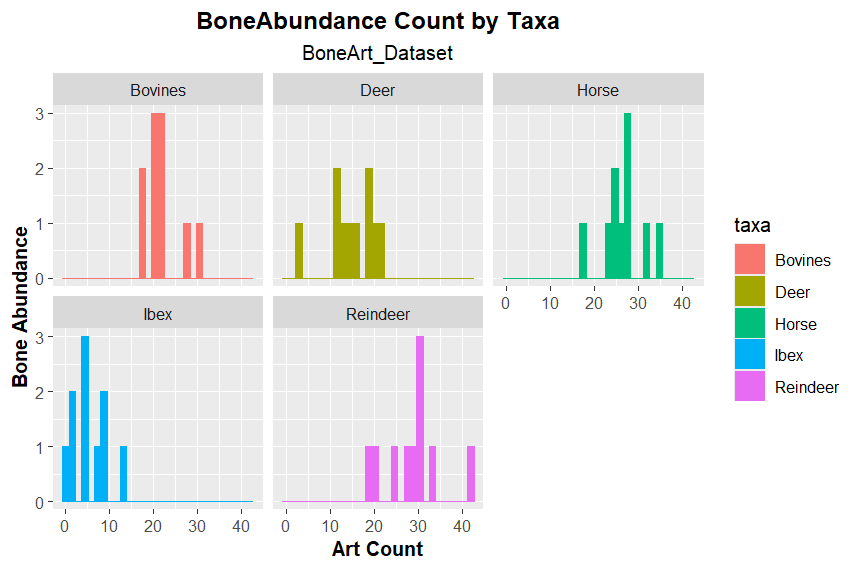 BoneAbundance Count by Taxa
BoneArt_Dataset
Bovines Deer Horse
3
2
1
0
0 10 20 30 40
Ibex Reindeer
3
2
1
0
0 10 20 30 40 0 10 20 30 40
Bone Abundance
Art Count
taxa
Bovines
Deer
Horse
Ibex
Reindeer